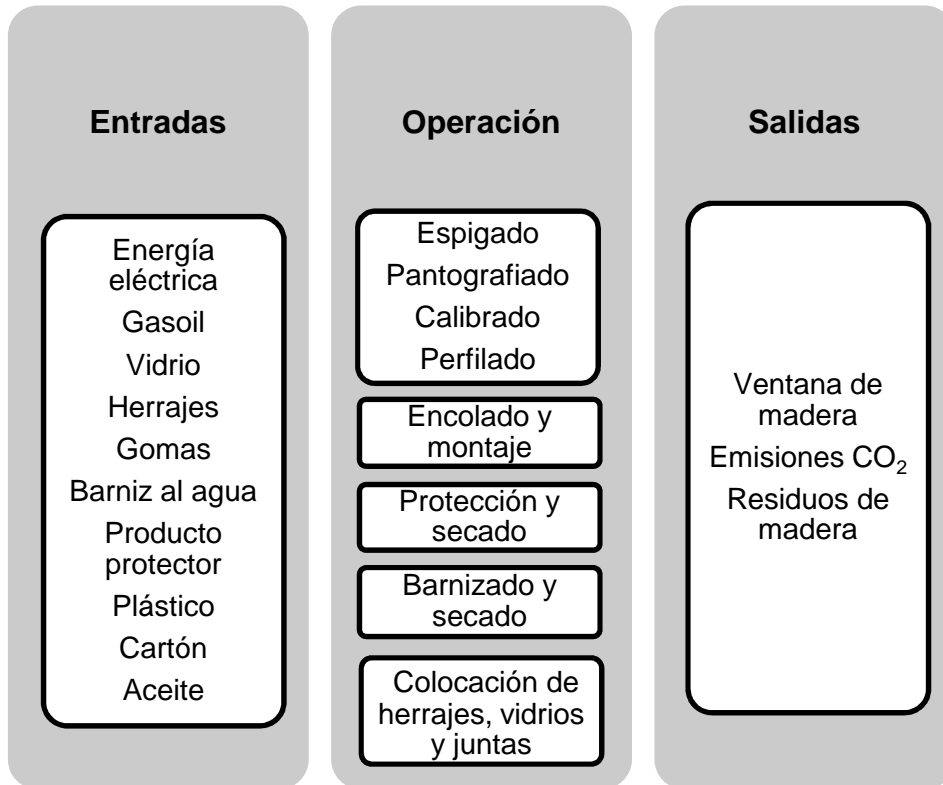 Entradas
Energía
eléctrica
Gasoil
Vidrio
Herrajes
Gomas
Barniz al agua
Producto
protector
Plástico
Cartón
Aceite
Operación
Espigado
Pantografiado
Calibrado
Perfilado
Encolado y
montaje
Protección y
secado
Barnizado y
secado
Colocación de
herrajes, vidrios
y juntas
Salidas
Ventana de
madera
Emisiones CO₂
Residuos de
madera